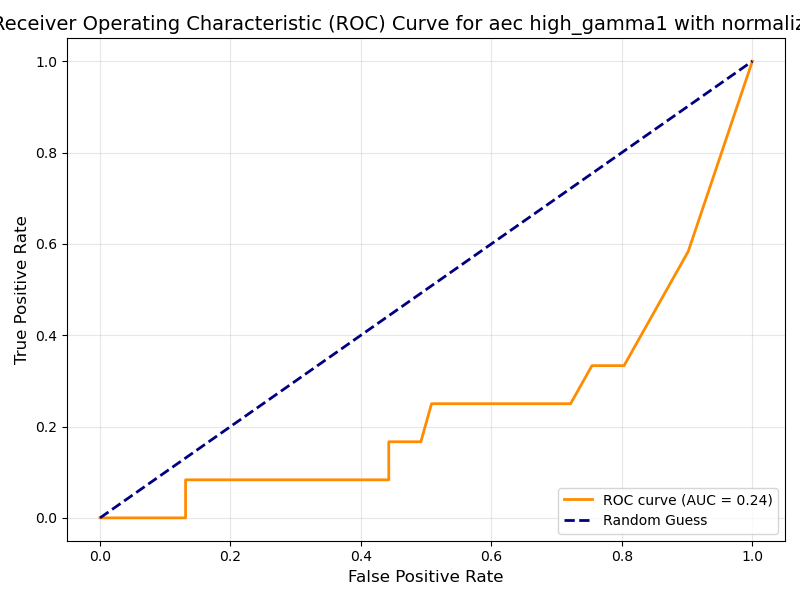 Receiver Operating Characteristic (ROC) Curve for aec high_gamma1 with normaliz
1.0
0.8
0.6
0.4
0.2
0.0
True Positive Rate
0.0 0.2 0.4 0.6 0.8 1.0
False Positive Rate
ROC curve (AUC = 0.24)
Random Guess